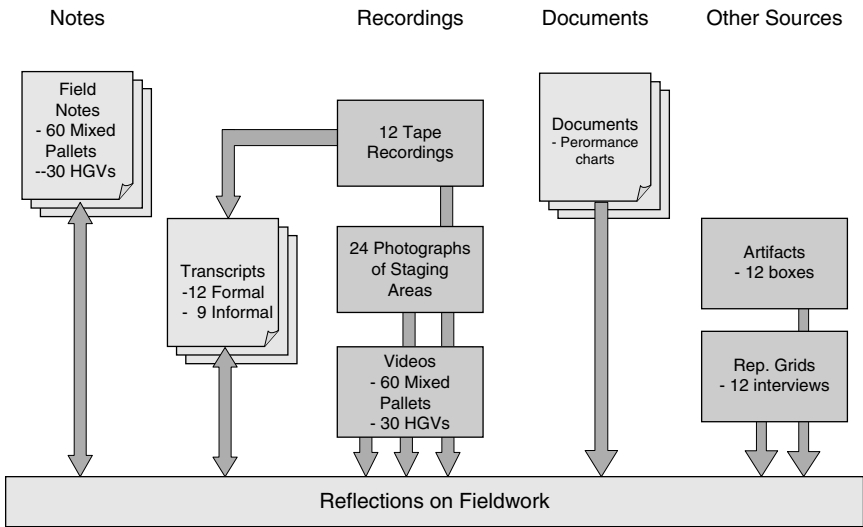 Notes
Recordings
Documents
Other Sources
Field
Notes
- 60 Mixed
Pallets
--30 HGVs
Transcripts
-12 Formal
- 9 Informal
12 Tape
Recordings
24 Photographs
of Staging
Areas
Videos
- 60 Mixed
Pallets
- 30 HGVs
Documents
- Perormance
charts
Artifacts
- 12 boxes
Rep. Grids
- 12 interviews
Reflections on Fieldwork